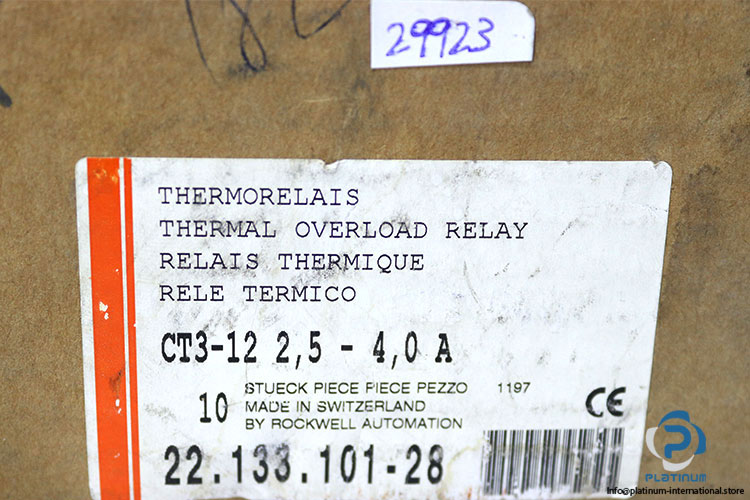 29923
THERMORELAIS
THERMAL OVERLOAD RELAY
RELAIS THERMIQUE
RELE TERMICO
CT3-12 2,5 - 4,0 A
10
STUECK PIECE PIECE PEZZO 1197
MADE IN SWITZERLAND
BY ROCKWELL AUTOMATION
CE
22.133.101-28
PLATINUM
info@platinum-international.store